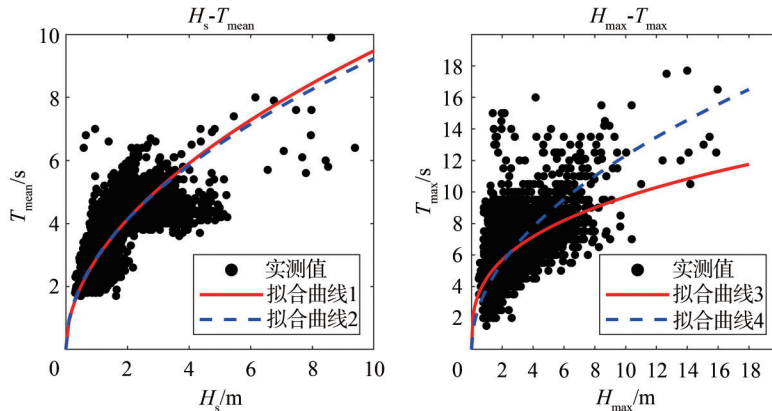 Hs-Tmean
10
8
6
4
2
0
0 2 4 6 8 10
Tmean/s
Hs/m
实测值
拟合曲线1
拟合曲线2
Hmax-Tmax
18
16
14
12
10
8
6
4
2
0 2 4 6 8 10 12 14 16 18
Tmax/s
Hmax/m
实测值
拟合曲线3
拟合曲线4